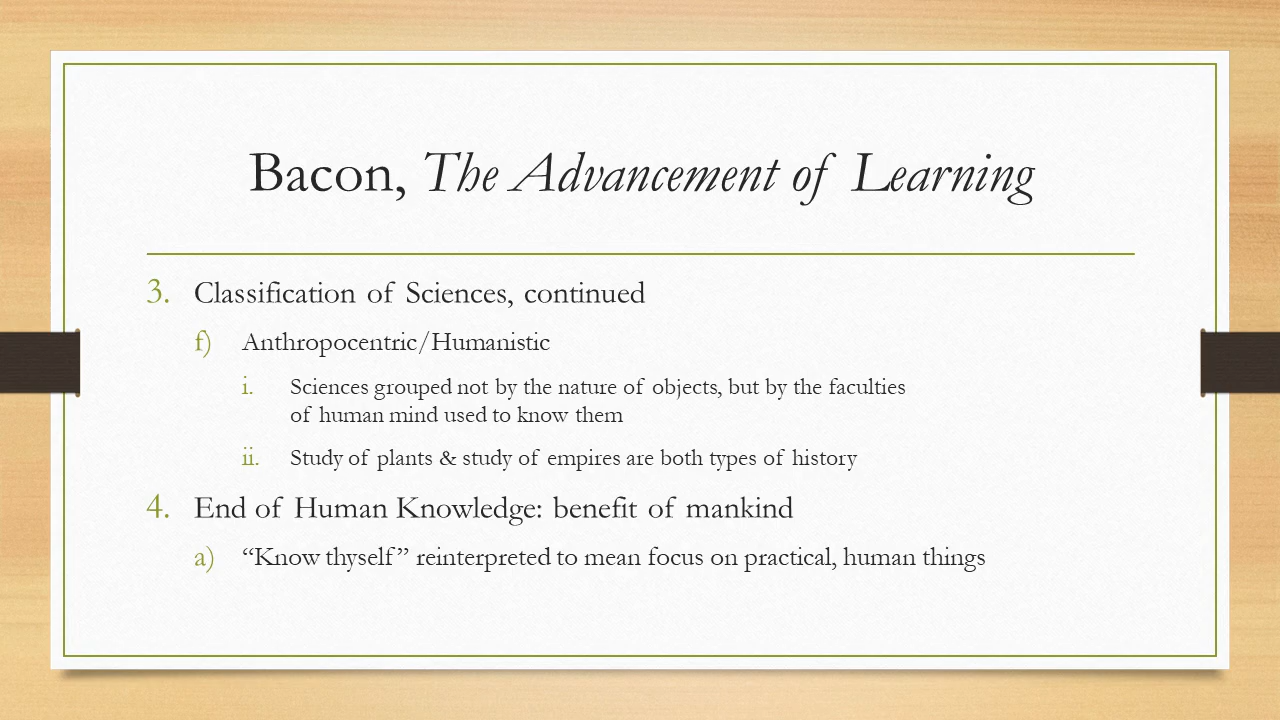 Bacon, The Advancement of Learning
3. Classification of Sciences, continued
f) Anthropocentric/Humanistic
i. Sciences grouped not by the nature of objects, but by the faculties
of human mind used to know them
ii. Study of plants & study of empires are both types of history
4. End of Human Knowledge: benefit of mankind
a) “Know thyself” reinterpreted to mean focus on practical, human things